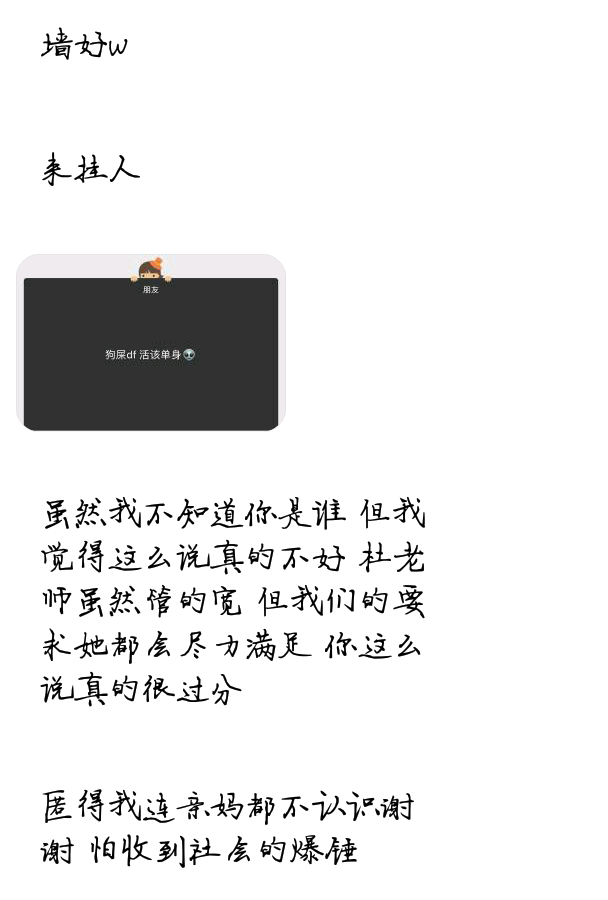 墙好w
来挂人
朋友
狗屎df 活该单身👽
虽然我不知道你是谁 但我
觉得这么说真的不好 杜老
师虽然管的宽 但我们的要
求她都会尽力满足 你这么
说真的很过分
匿得我连亲妈都不认识谢
谢 怕收到社会的爆锤